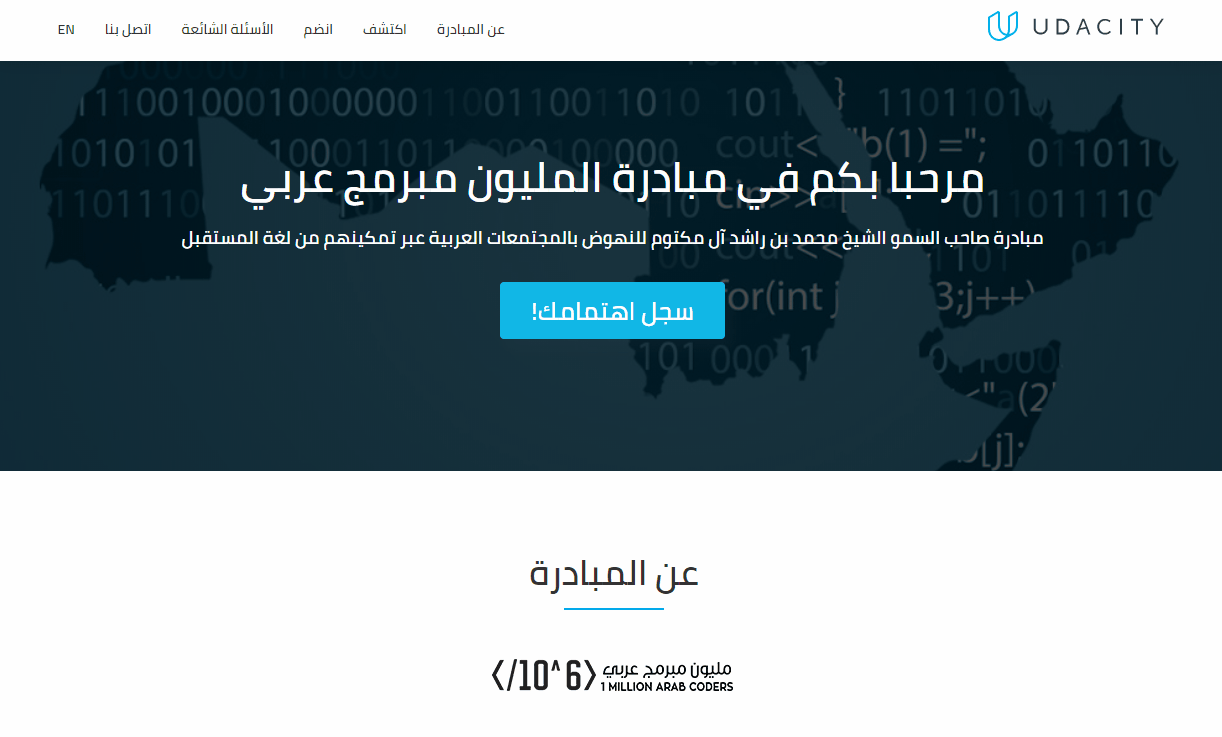 UDACITY
عن المبادرة اكتشف انضم الأسئلة الشائعة اتصل بنا EN
مرحبا بكم في مبادرة المليون مبرمج عربي
مبادرة صاحب السمو الشيخ محمد بن راشد آل مكتوم للنهوض بالمجتمعات العربية عبر تمكينهم من لغة المستقبل
سجل اهتمامك!
عن المبادرة
</10^6>
مليون مبرمج عربي
1 MILLION ARAB CODERS